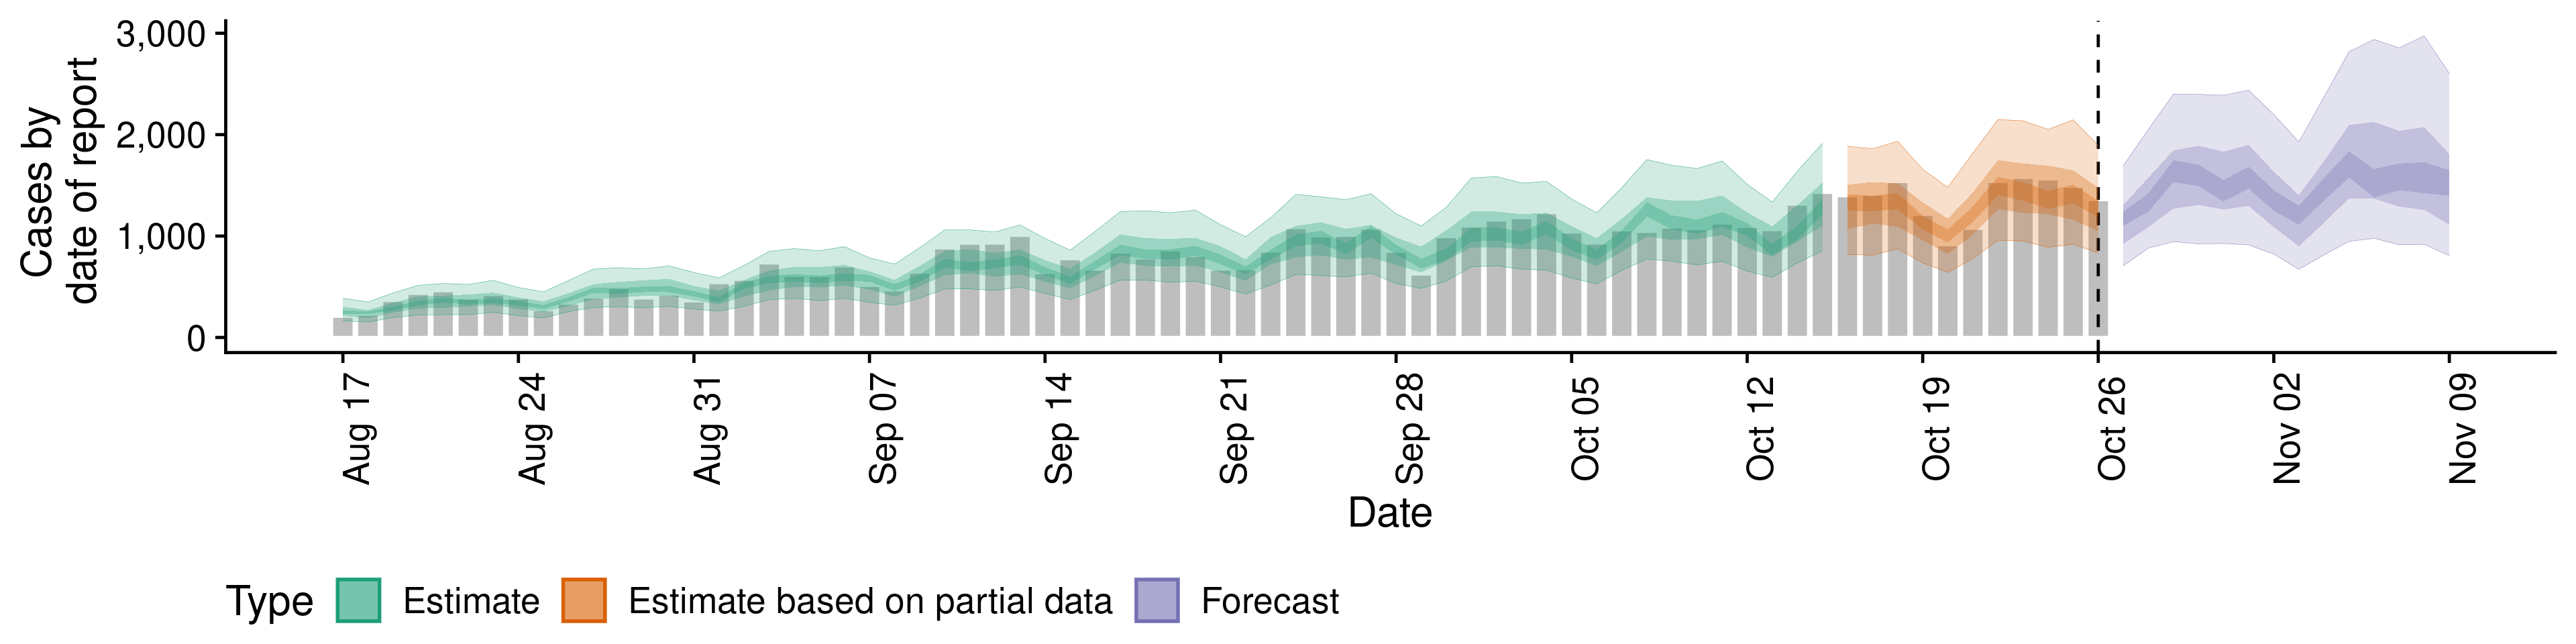 Cases by
date of report
3,000
2,000
1,000
0
Aug 17
Aug 24
Aug 31
Sep 07
Sep 14
Sep 21
Sep 28
Oct 05
Oct 12
Oct 19
Oct 26
Nov 02
Nov 09
Date
Type Estimate Estimate based on partial data Forecast